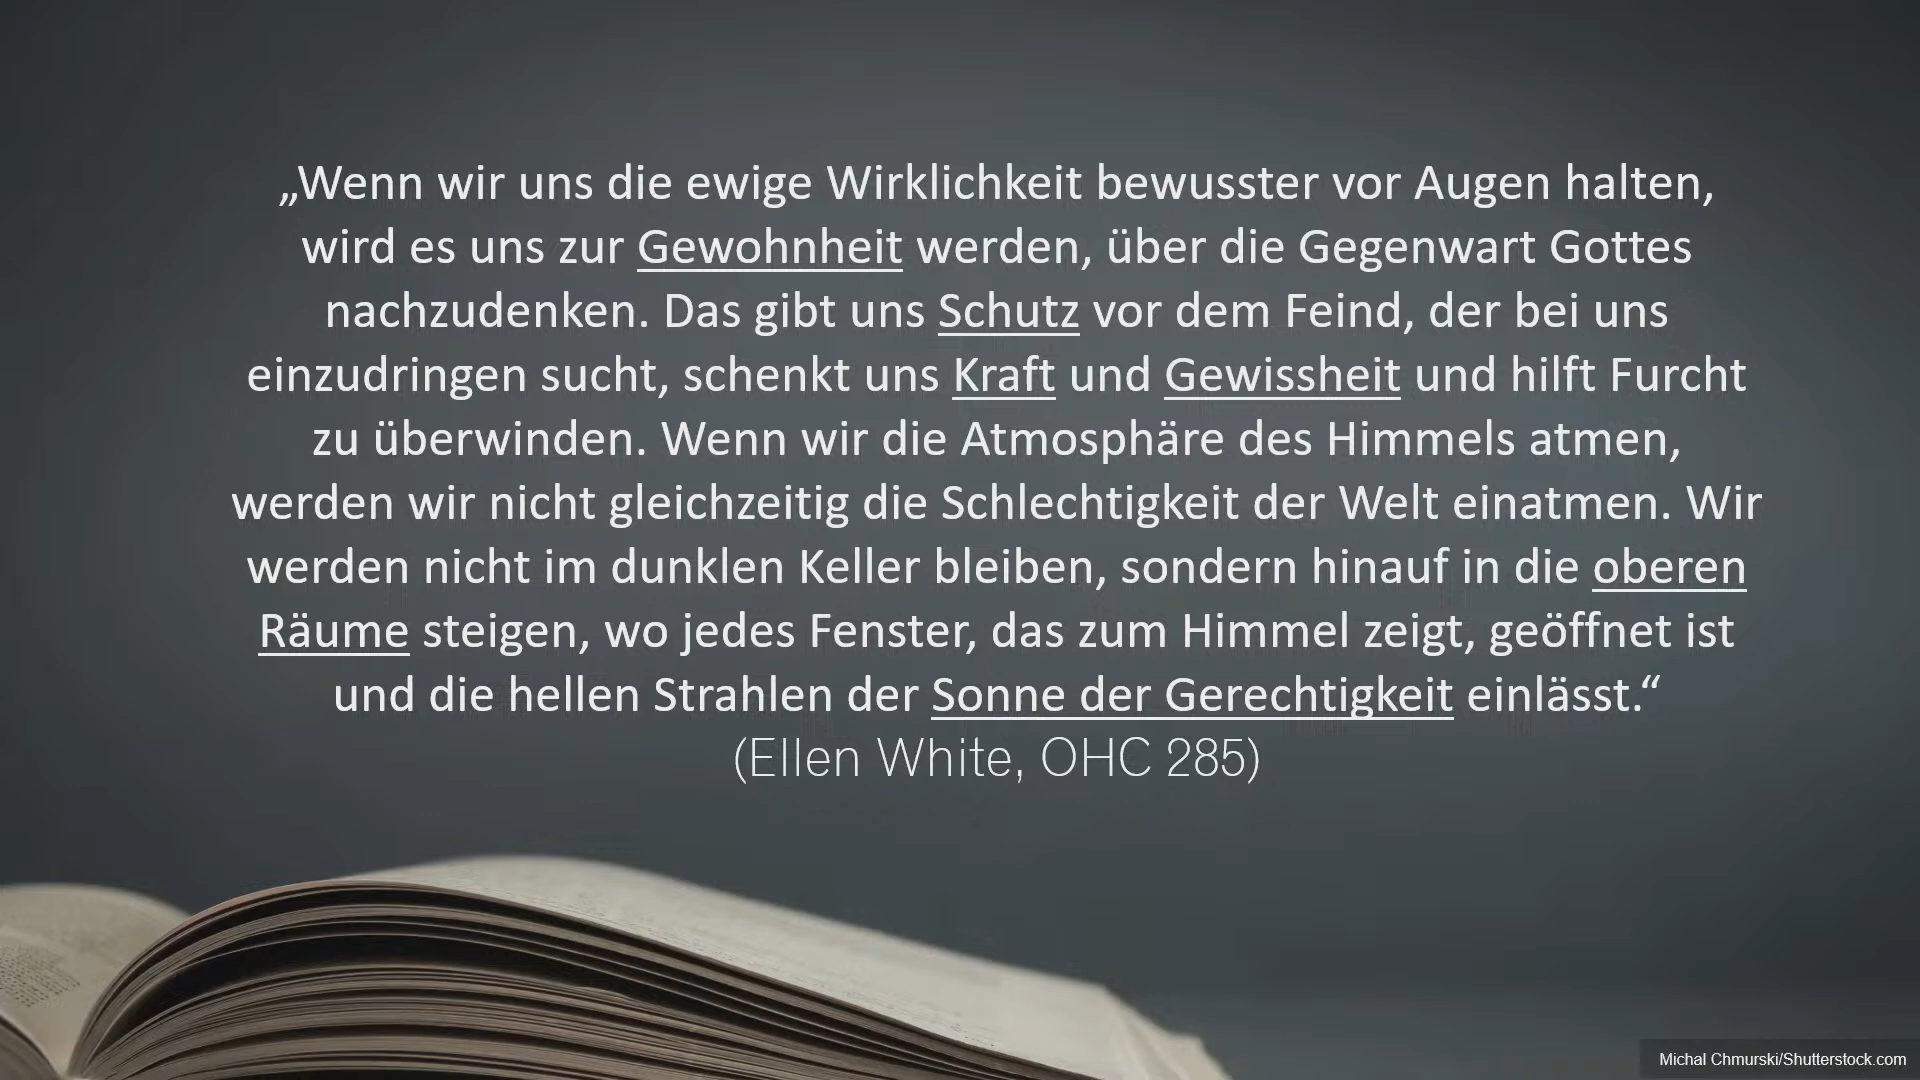 „Wenn wir uns die ewige Wirklichkeit bewusster vor Augen halten,
wird es uns zur Gewohnheit werden, über die Gegenwart Gottes
nachzudenken. Das gibt uns Schutz vor dem Feind, der bei uns
einzudringen sucht, schenkt uns Kraft und Gewissheit und hilft Furcht
zu überwinden. Wenn wir die Atmosphäre des Himmels atmen,
werden wir nicht gleichzeitig die Schlechtigkeit der Welt einatmen. Wir
werden nicht im dunklen Keller bleiben, sondern hinauf in die oberen
Räume steigen, wo jedes Fenster, das zum Himmel zeigt, geöffnet ist
und die hellen Strahlen der Sonne der Gerechtigkeit einlässt.“
(Ellen White, OHC 285)
Michal Chmurski/Shutterstock.com